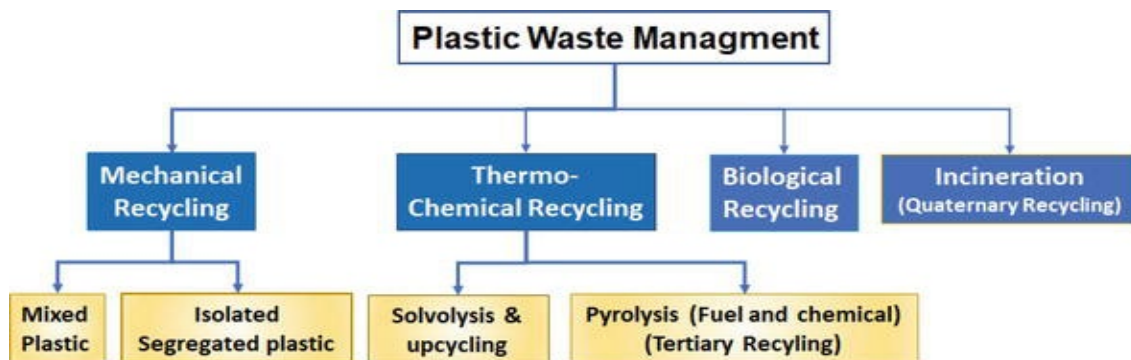 Plastic Waste Managment
Mechanical
Recycling
Thermo-
Chemical Recycling
Biological
Recycling
Incineration
(Quaternary Recycling)
Mixed
Plastic
Isolated
Segregated plastic
Solvolysis &
upcycling
Pyrolysis (Fuel and chemical)
(Tertiary Recyling)